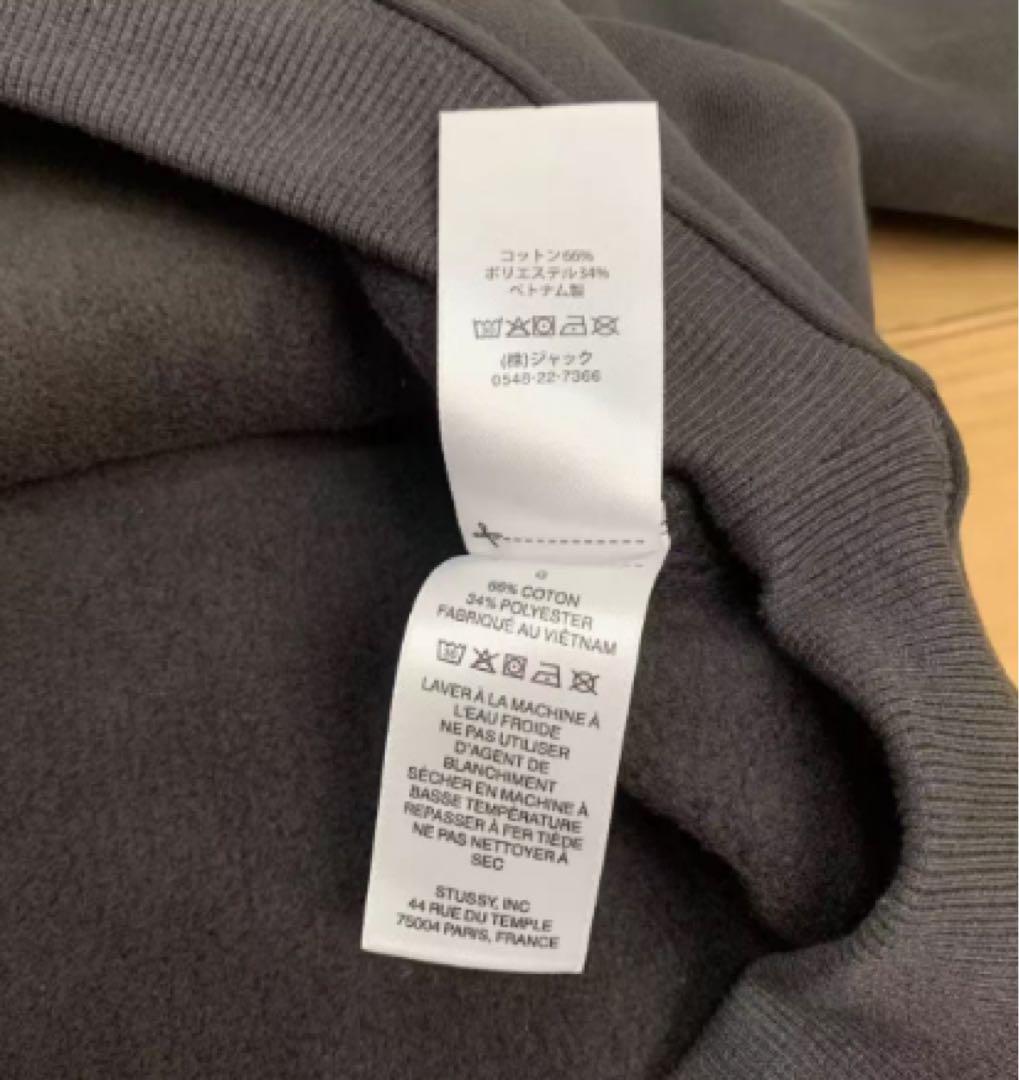 コットン66%
ポリエステル34%
ベトナム製
(株)ジャック
0548-22-7366
66% COTON
34% POLYESTER
FABRIQUÉ AU VIÊTNAM
30
LAVER À LA MACHINE À
L'EAU FROIDE
NE PAS UTILISER
D'AGENT DE
BLANCHIMENT
SÉCHER EN MACHINE À
BASSE TEMPÉRATURE
REPASSER À FER TIÈDE
NE PAS NETTOYER À
SEC
STUSSY, INC
44 RUE DU TEMPLE
75004 PARIS, FRANCE